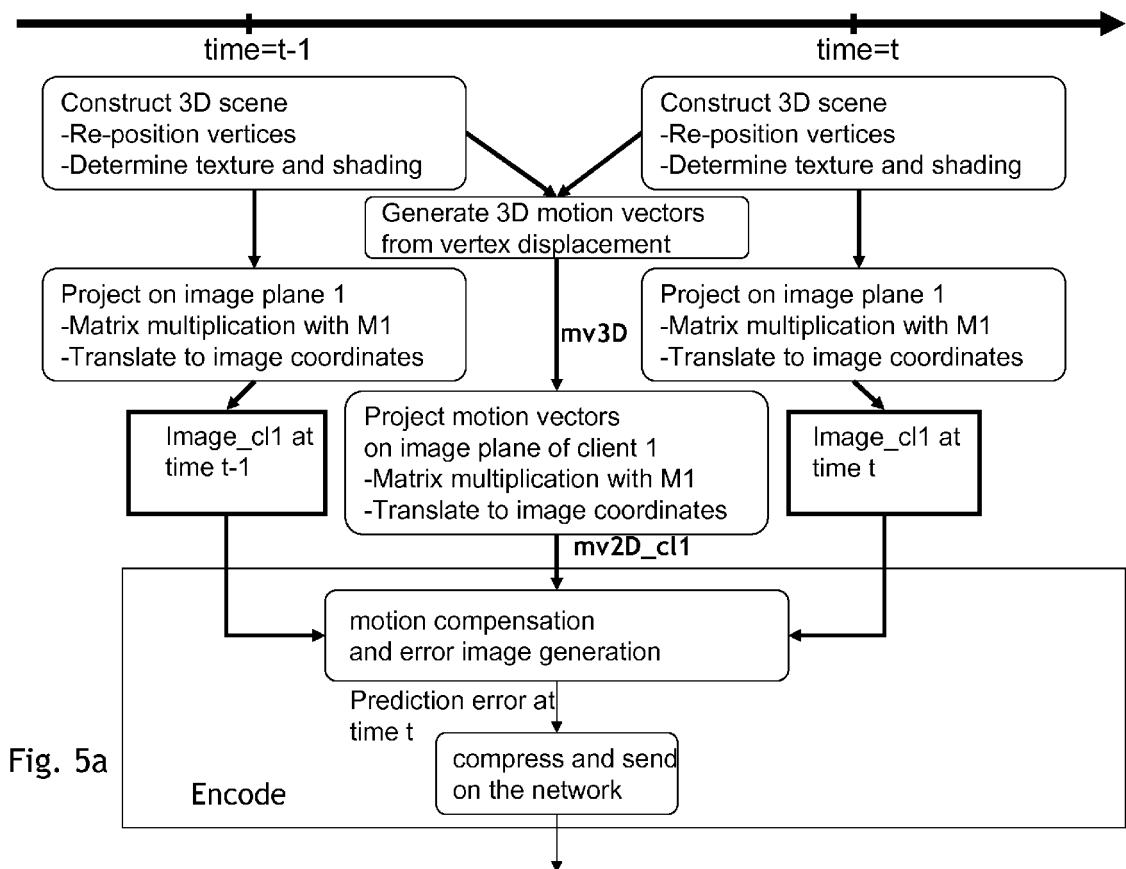 time=t-1
time=t
Construct 3D scene
-Re-position vertices
-Determine texture and shading
Construct 3D scene
-Re-position vertices
-Determine texture and shading
Generate 3D motion vectors
from vertex displacement
Project on image plane 1
-Matrix multiplication with M1
-Translate to image coordinates
mv3D
Project on image plane 1
-Matrix multiplication with M1
-Translate to image coordinates
Image_cl1 at
time t-1
Project motion vectors
on image plane of client 1
-Matrix multiplication with M1
-Translate to image coordinates
Image_cl1 at
time t
mv2D_cl1
motion compensation
and error image generation
Prediction error at
time t
compress and send
on the network
Encode
Fig. 5a